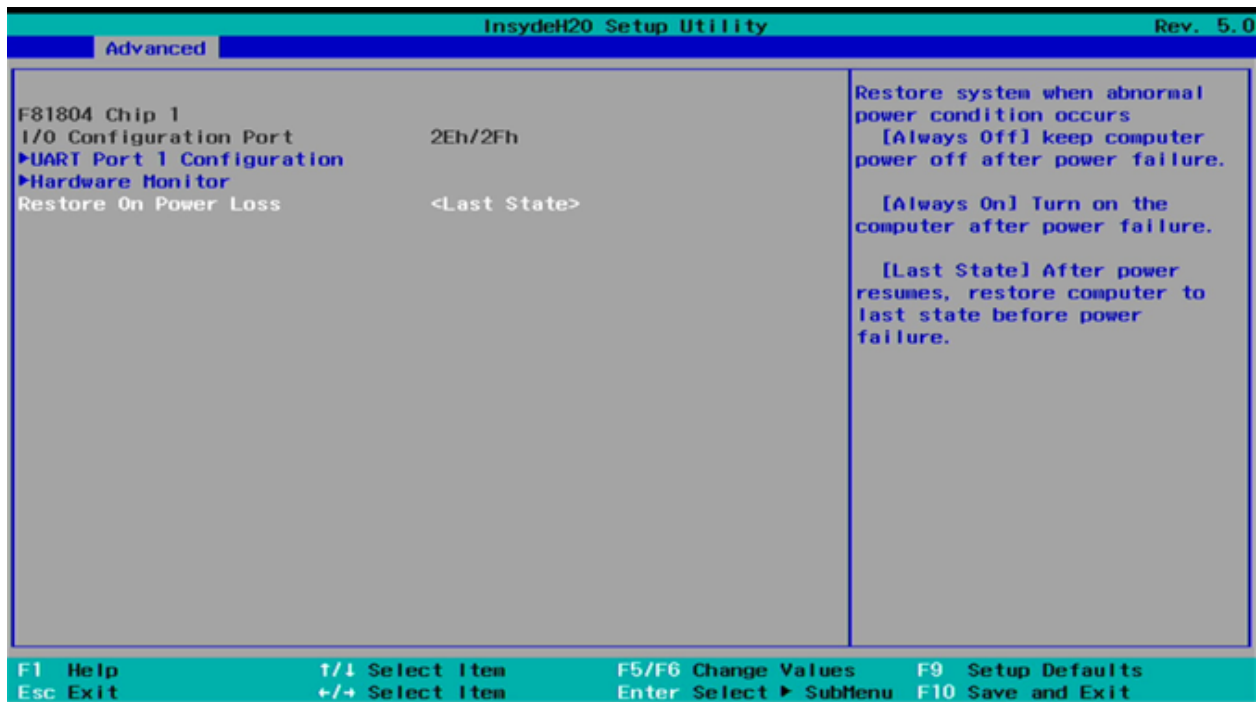 InsydeH20 Setup Utility Rev. 5.0
Advanced
F81804 Chip 1
I/O Configuration Port 2Eh/2Fh
▶UART Port 1 Configuration
▶Hardware Monitor
Restore On Power Loss <Last State>
Restore system when abnormal
power condition occurs
[Always Off] keep computer
power off after power failure.
[Always On] Turn on the
computer after power failure.
[Last State] After power
resumes, restore computer to
last state before power
failure.
F1 Help ↑/↓ Select Item F5/F6 Change Values F9 Setup Defaults
Esc Exit ←/→ Select Item Enter Select ▶ SubMenu F10 Save and Exit